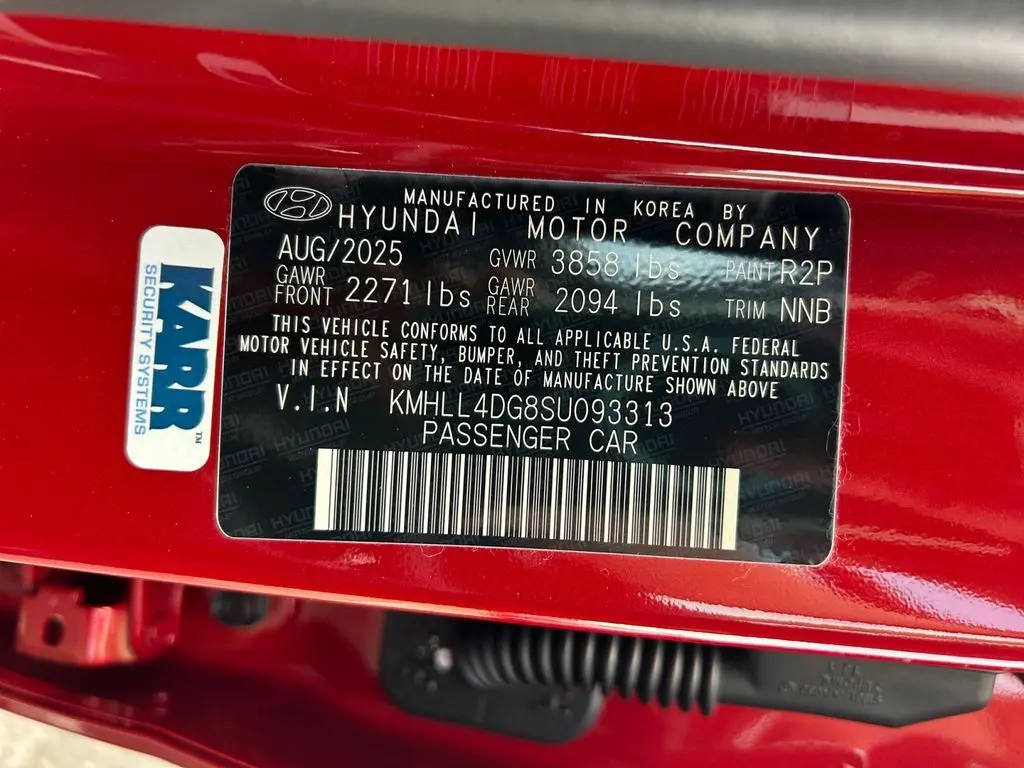 MANUFACTURED IN KOREA BY
HYUNDAI MOTOR COMPANY
AUG/2025 GVWR 3858 lbs PAINT R2P
GAWR FRONT 2271 lbs GAWR REAR 2094 lbs TRIM NNB
THIS VEHICLE CONFORMS TO ALL APPLICABLE U.S.A. FEDERAL
MOTOR VEHICLE SAFETY, BUMPER, AND THEFT PREVENTION STANDARDS
IN EFFECT ON THE DATE OF MANUFACTURE SHOWN ABOVE
V.I.N KMHLL4DG8SU093313
PASSENGER CAR
KARR™
SECURITY SYSTEMS